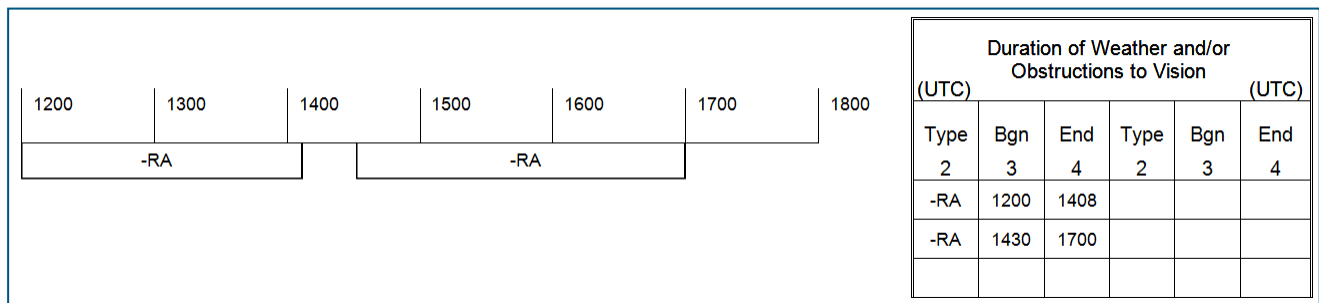 1200 1300 1400 1500 1600 1700 1800
-RA -RA
Duration of Weather and/or
Obstructions to Vision
(UTC) (UTC)
Type Bgn End Type Bgn End
2 3 4 2 3 4
-RA 1200 1408
-RA 1430 1700